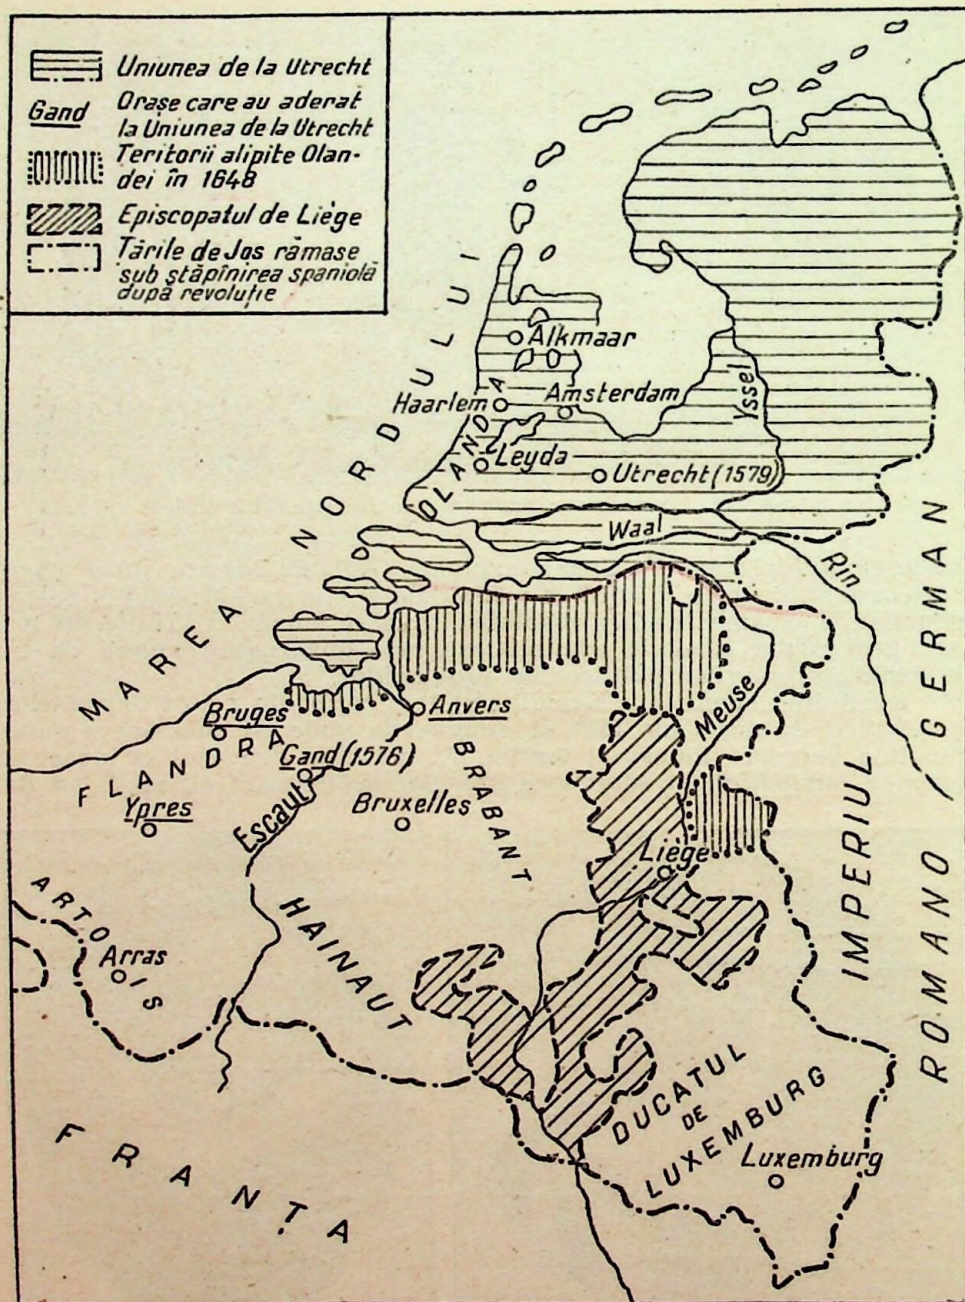 Uniunea de la Utrecht
Gand
Orașe care au aderat
la Uniunea de la Utrecht
Teritorii alipite Olan-
dei în 1648
Episcopatul de Liège
Țările de Jos rămase
sub stăpînirea spaniolă
după revoluție
MAREA NORDULUI
Alkmaar
Haarlem
Amsterdam
Yssel
OLANDA
Leyda
Utrecht (1579)
Waal
Rin
Meuse
Anvers
Bruges
FLANDRA
Gand (1576)
Ypres
Escaut
Bruxelles
BRABANT
Liège
IMPERIUL
ROMANO / GERMAN
ARTOIS
Arras
HAINAUT
DUCATUL
DE
LUXEMBURG
Luxemburg
FRANȚA